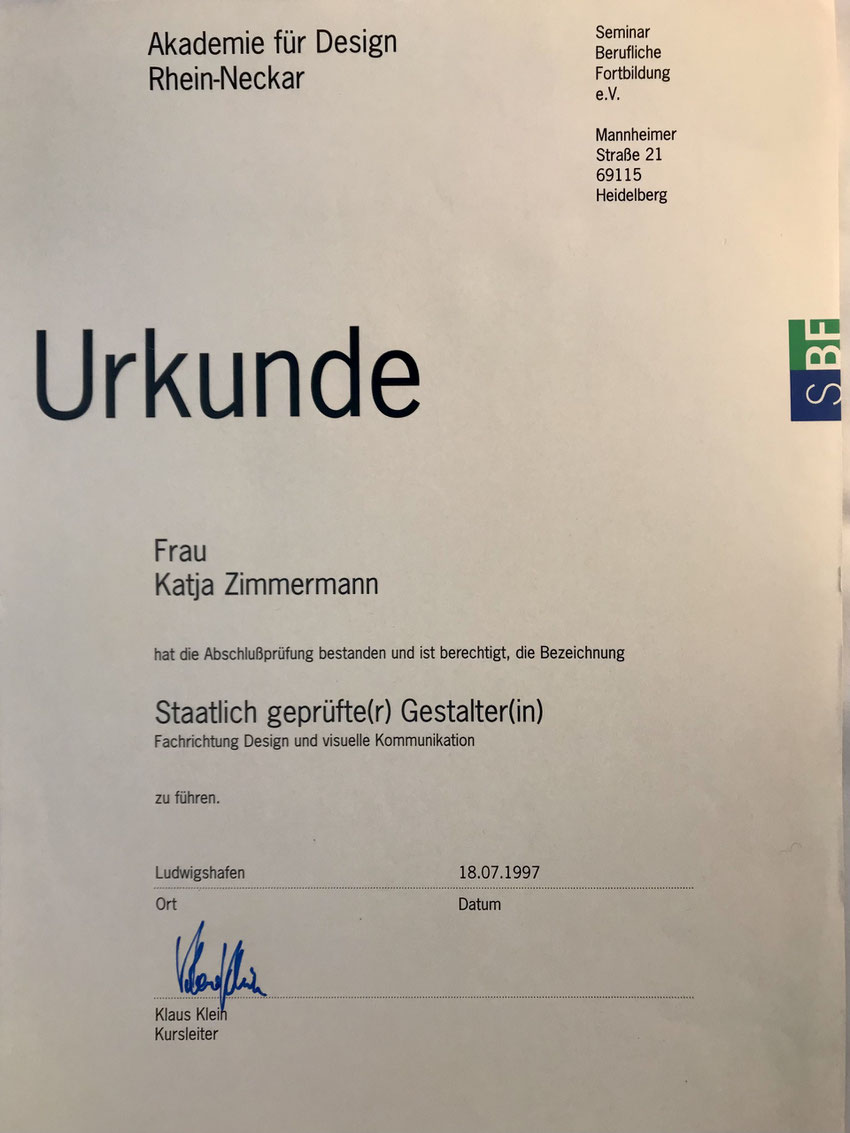 Akademie für Design
Rhein-Neckar
Seminar
Berufliche
Fortbildung
e.V.
Mannheimer
Straße 21
69115
Heidelberg
Urkunde
SBF
Frau
Katja Zimmermann
hat die Abschlußprüfung bestanden und ist berechtigt, die Bezeichnung
Staatlich geprüfte(r) Gestalter(in)
Fachrichtung Design und visuelle Kommunikation
zu führen.
Ludwigshafen 18.07.1997
Ort Datum
Klaus Klein
Kursleiter